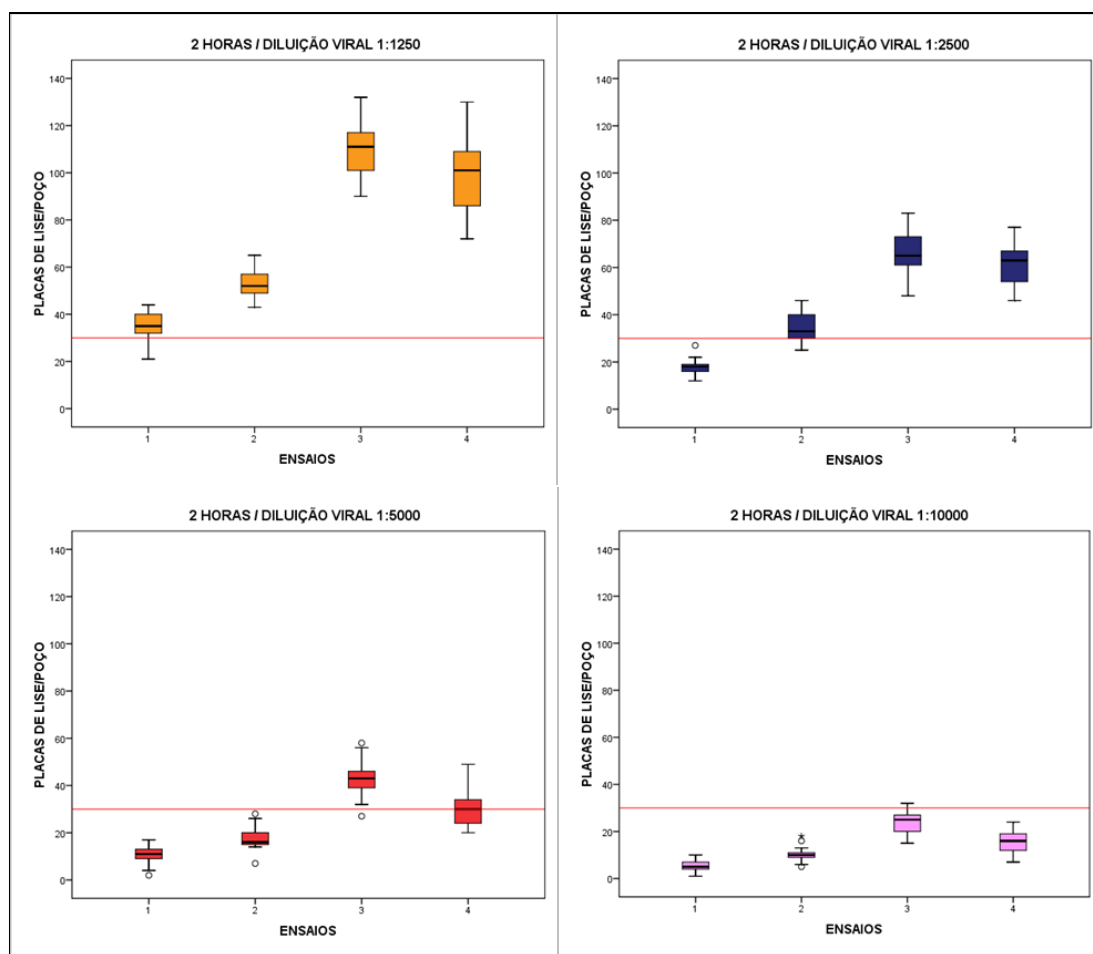 2 HORAS / DILUIÇÃO VIRAL 1:1250
PLACAS DE LISE/POÇO
140
120
100
80
60
40
20
0
1 2 3 4
ENSAIOS
2 HORAS / DILUIÇÃO VIRAL 1:2500
PLACAS DE LISE/POÇO
140
120
100
80
60
40
20
0
1 2 3 4
ENSAIOS
2 HORAS / DILUIÇÃO VIRAL 1:5000
PLACAS DE LISE/POÇO
140
120
100
80
60
40
20
0
1 2 3 4
ENSAIOS
2 HORAS / DILUIÇÃO VIRAL 1:10000
PLACAS DE LISE/POÇO
140
120
100
80
60
40
20
0
1 2 3 4
ENSAIOS